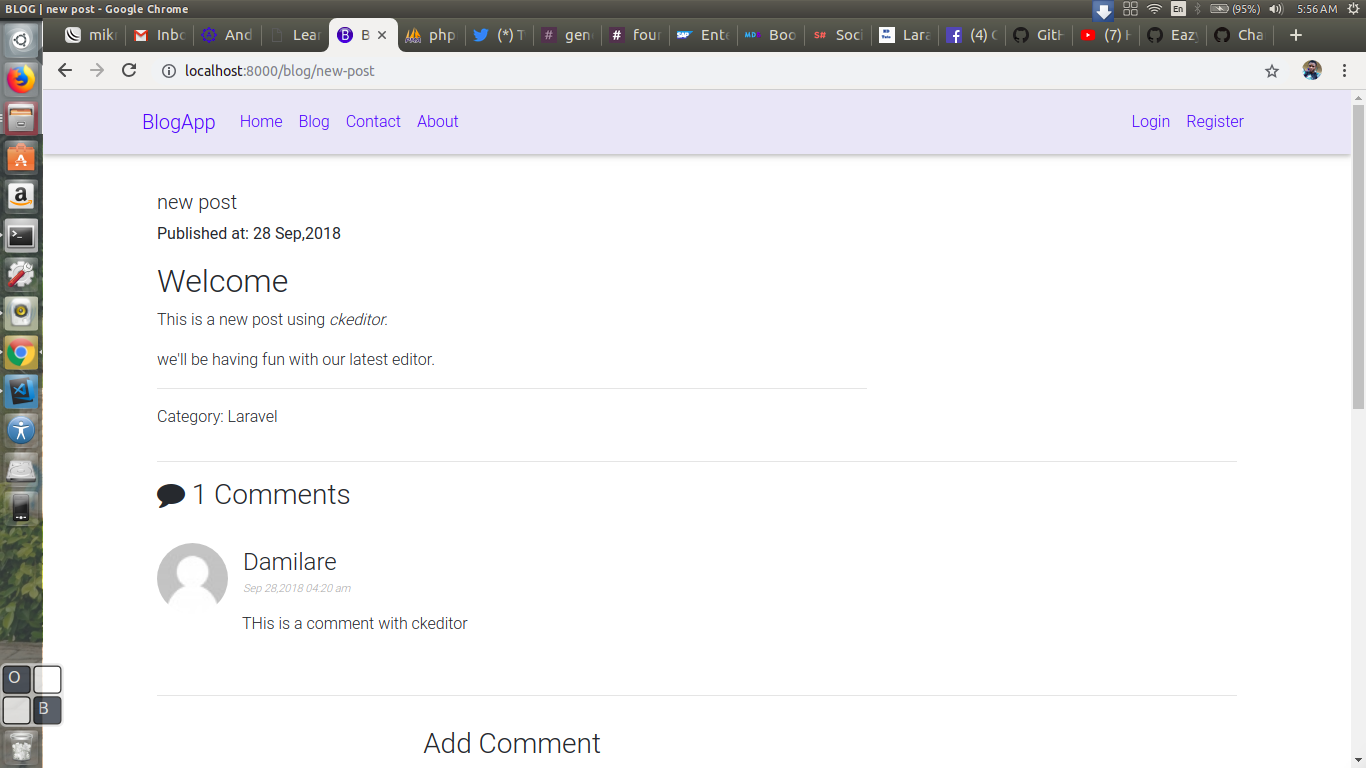 BLOG | new post - Google Chrome
En (95%) 5:56 AM
Inbo And Lear B php (*) T gen four Ente Boo Soci Lara (4) GitH (7) Eazy Cha
localhost:8000/blog/new-post
BlogApp Home Blog Contact About Login Register
new post
Published at: 28 Sep,2018
Welcome
This is a new post using ckeditor.
we'll be having fun with our latest editor.
Category: Laravel
1 Comments
Damilare
Sep 28,2018 04:20 am
THis is a comment with ckeditor
O
B
Add Comment